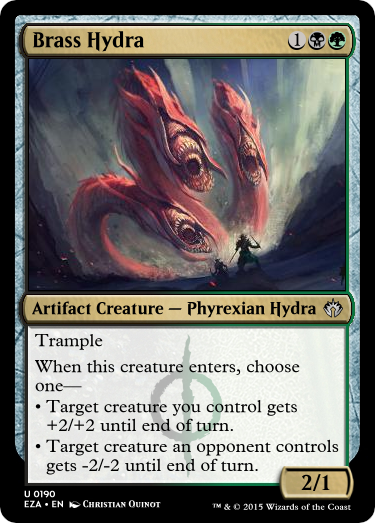 Brass Hydra 1
Artifact Creature — Phyrexian Hydra
Trample
When this creature enters, choose
one—
• Target creature you control gets
+2/+2 until end of turn.
• Target creature an opponent controls
gets -2/-2 until end of turn.
2/1
U 0190
EZA • EN Christian Quinot ™ & © 2015 Wizards of the Coast